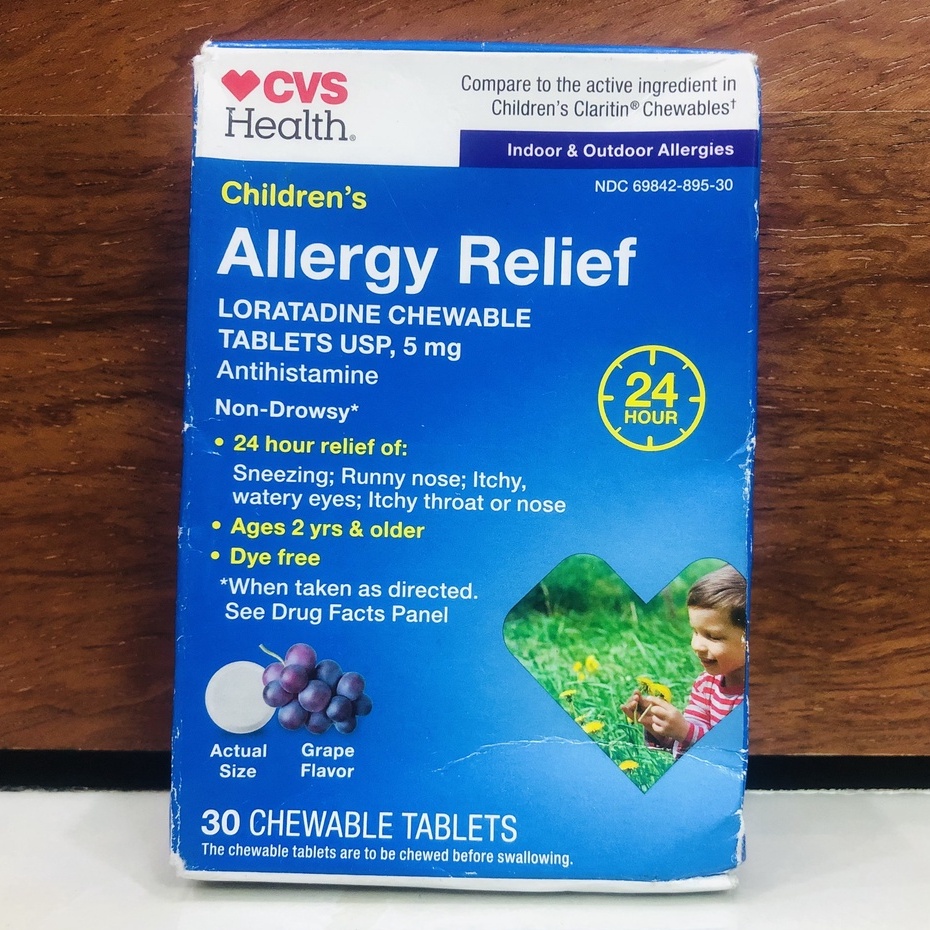 CVS
Health®
Compare to the active ingredient in
Children's Claritin® Chewables†
Indoor & Outdoor Allergies
NDC 69842-895-30
Children's
Allergy Relief
LORATADINE CHEWABLE
TABLETS USP, 5 mg
Antihistamine
Non-Drowsy*
• 24 hour relief of:
Sneezing; Runny nose; Itchy,
watery eyes; Itchy throat or nose
• Ages 2 yrs & older
• Dye free
*When taken as directed.
See Drug Facts Panel
24
HOUR
Actual
Size
Grape
Flavor
30 CHEWABLE TABLETS
The chewable tablets are to be chewed before swallowing.